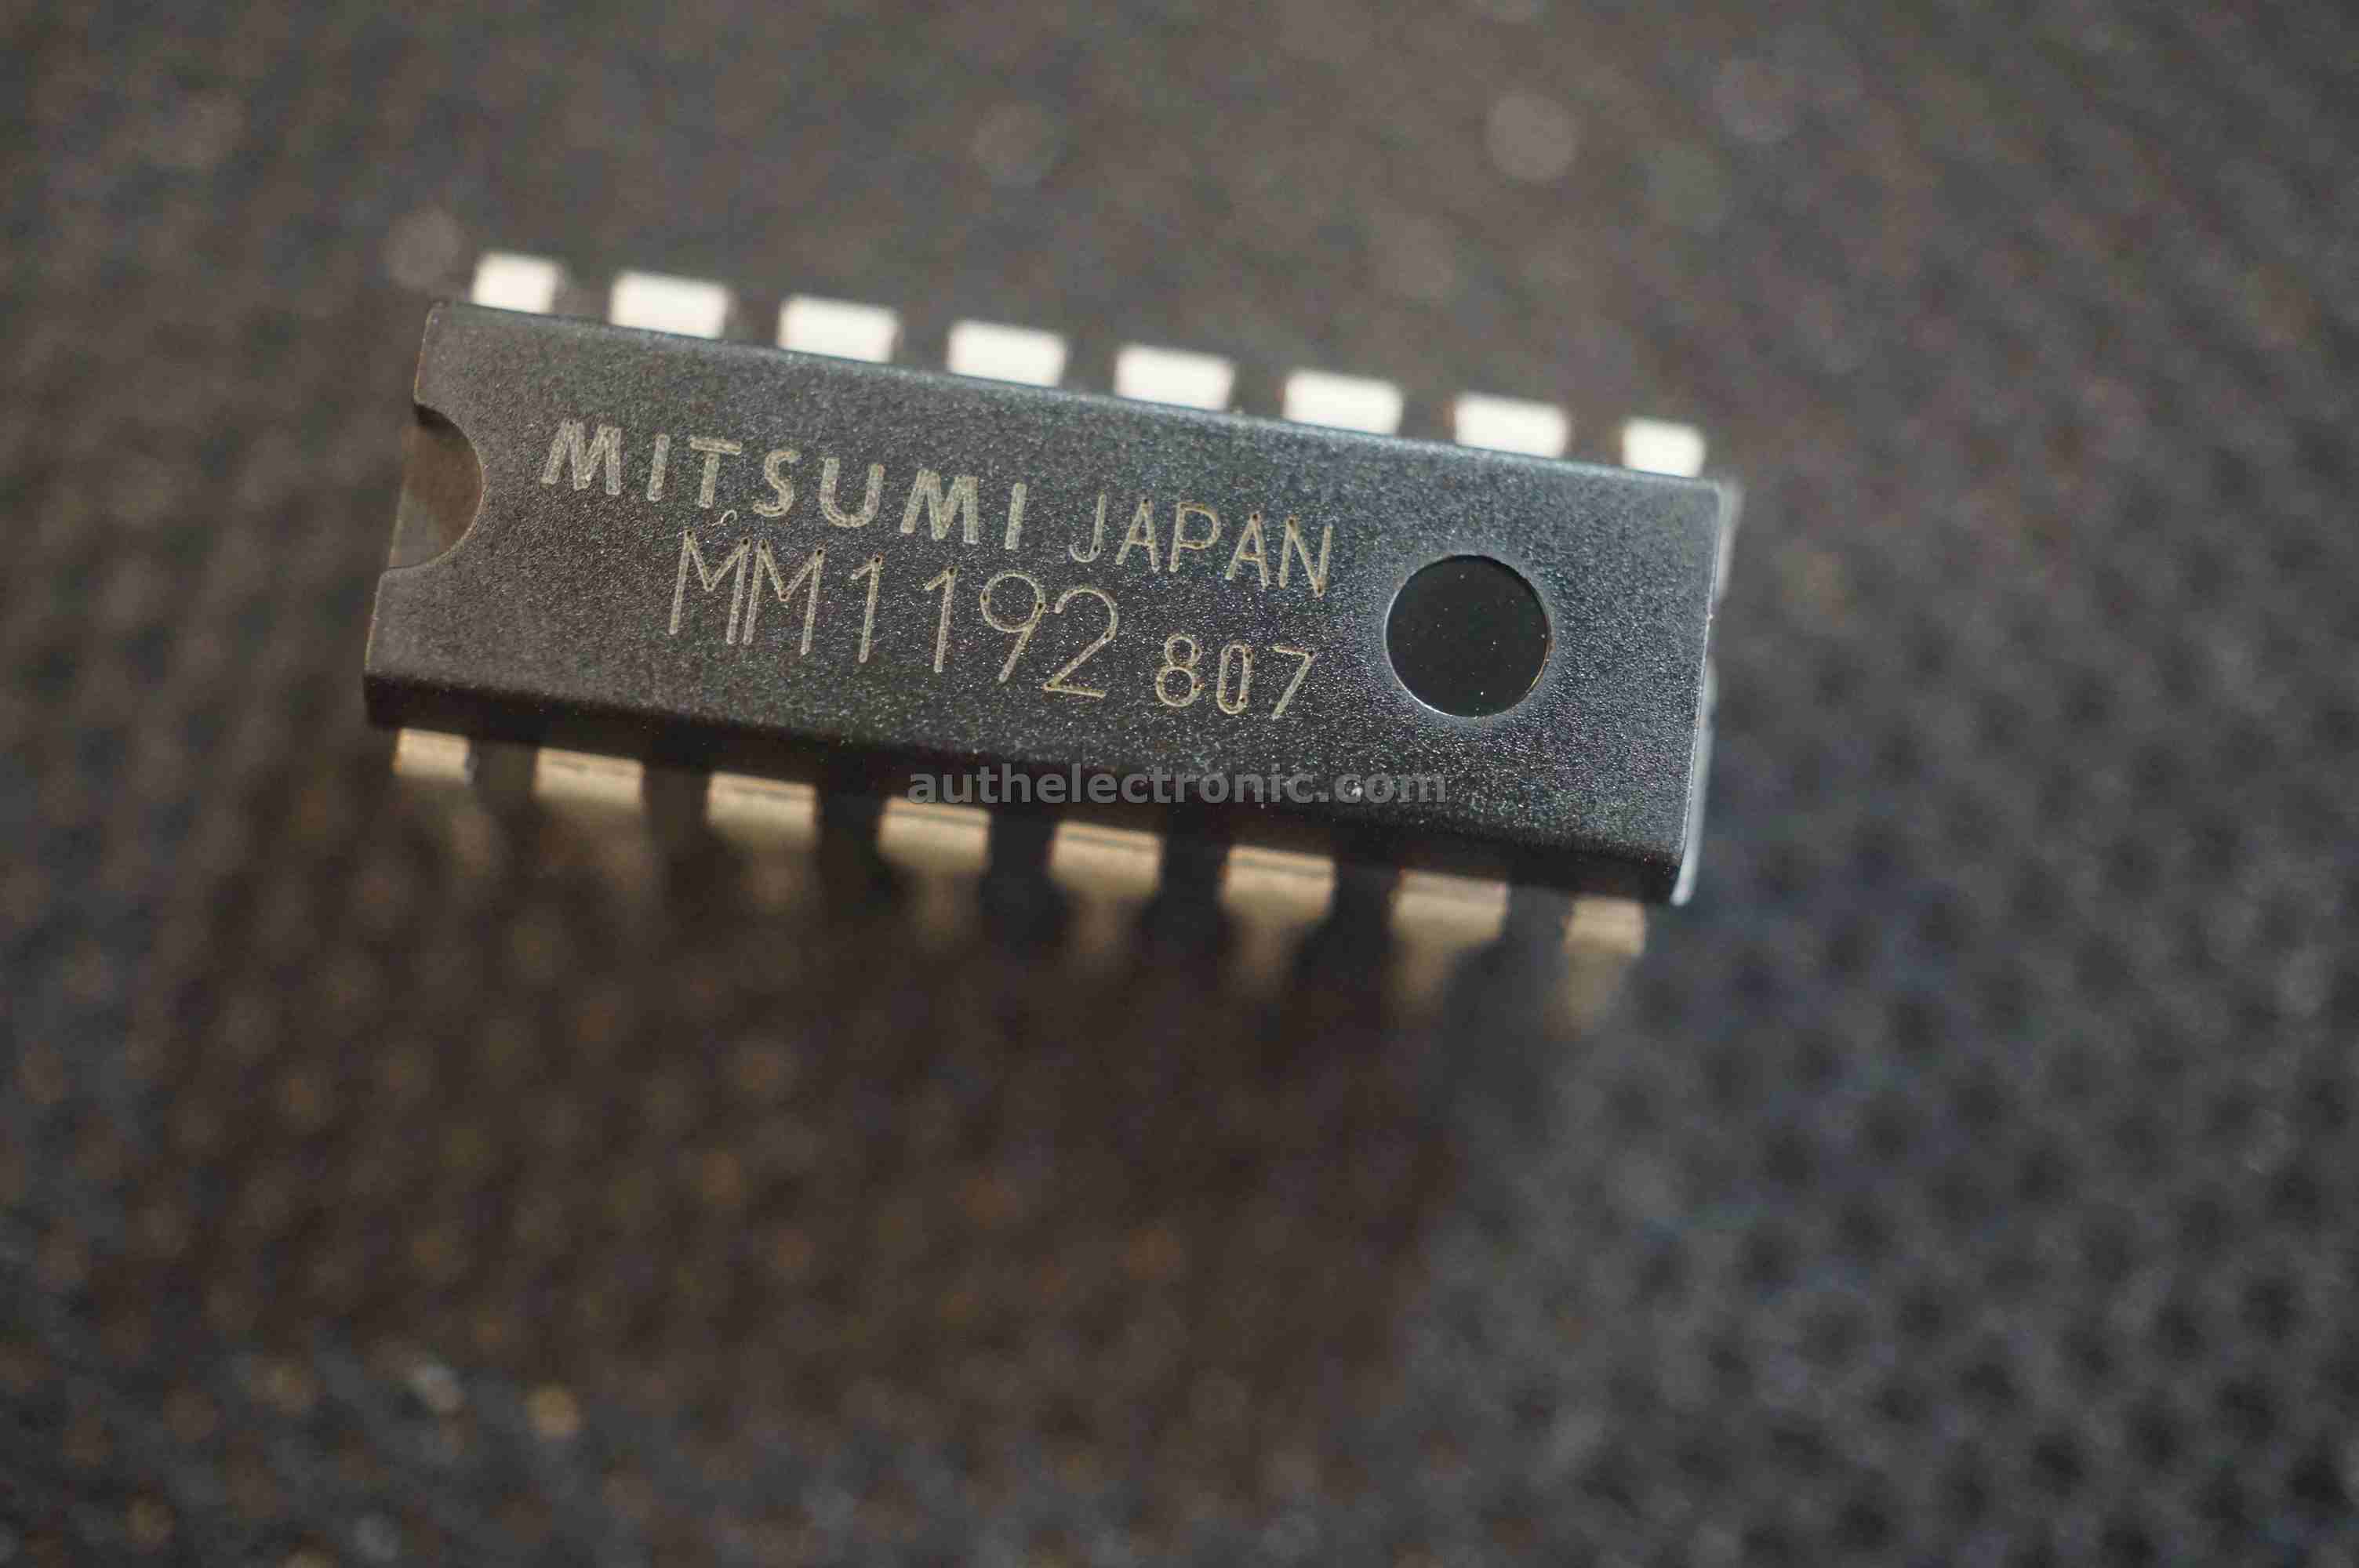 MITSUMI JAPAN
MM1192 807
authelectronic.com